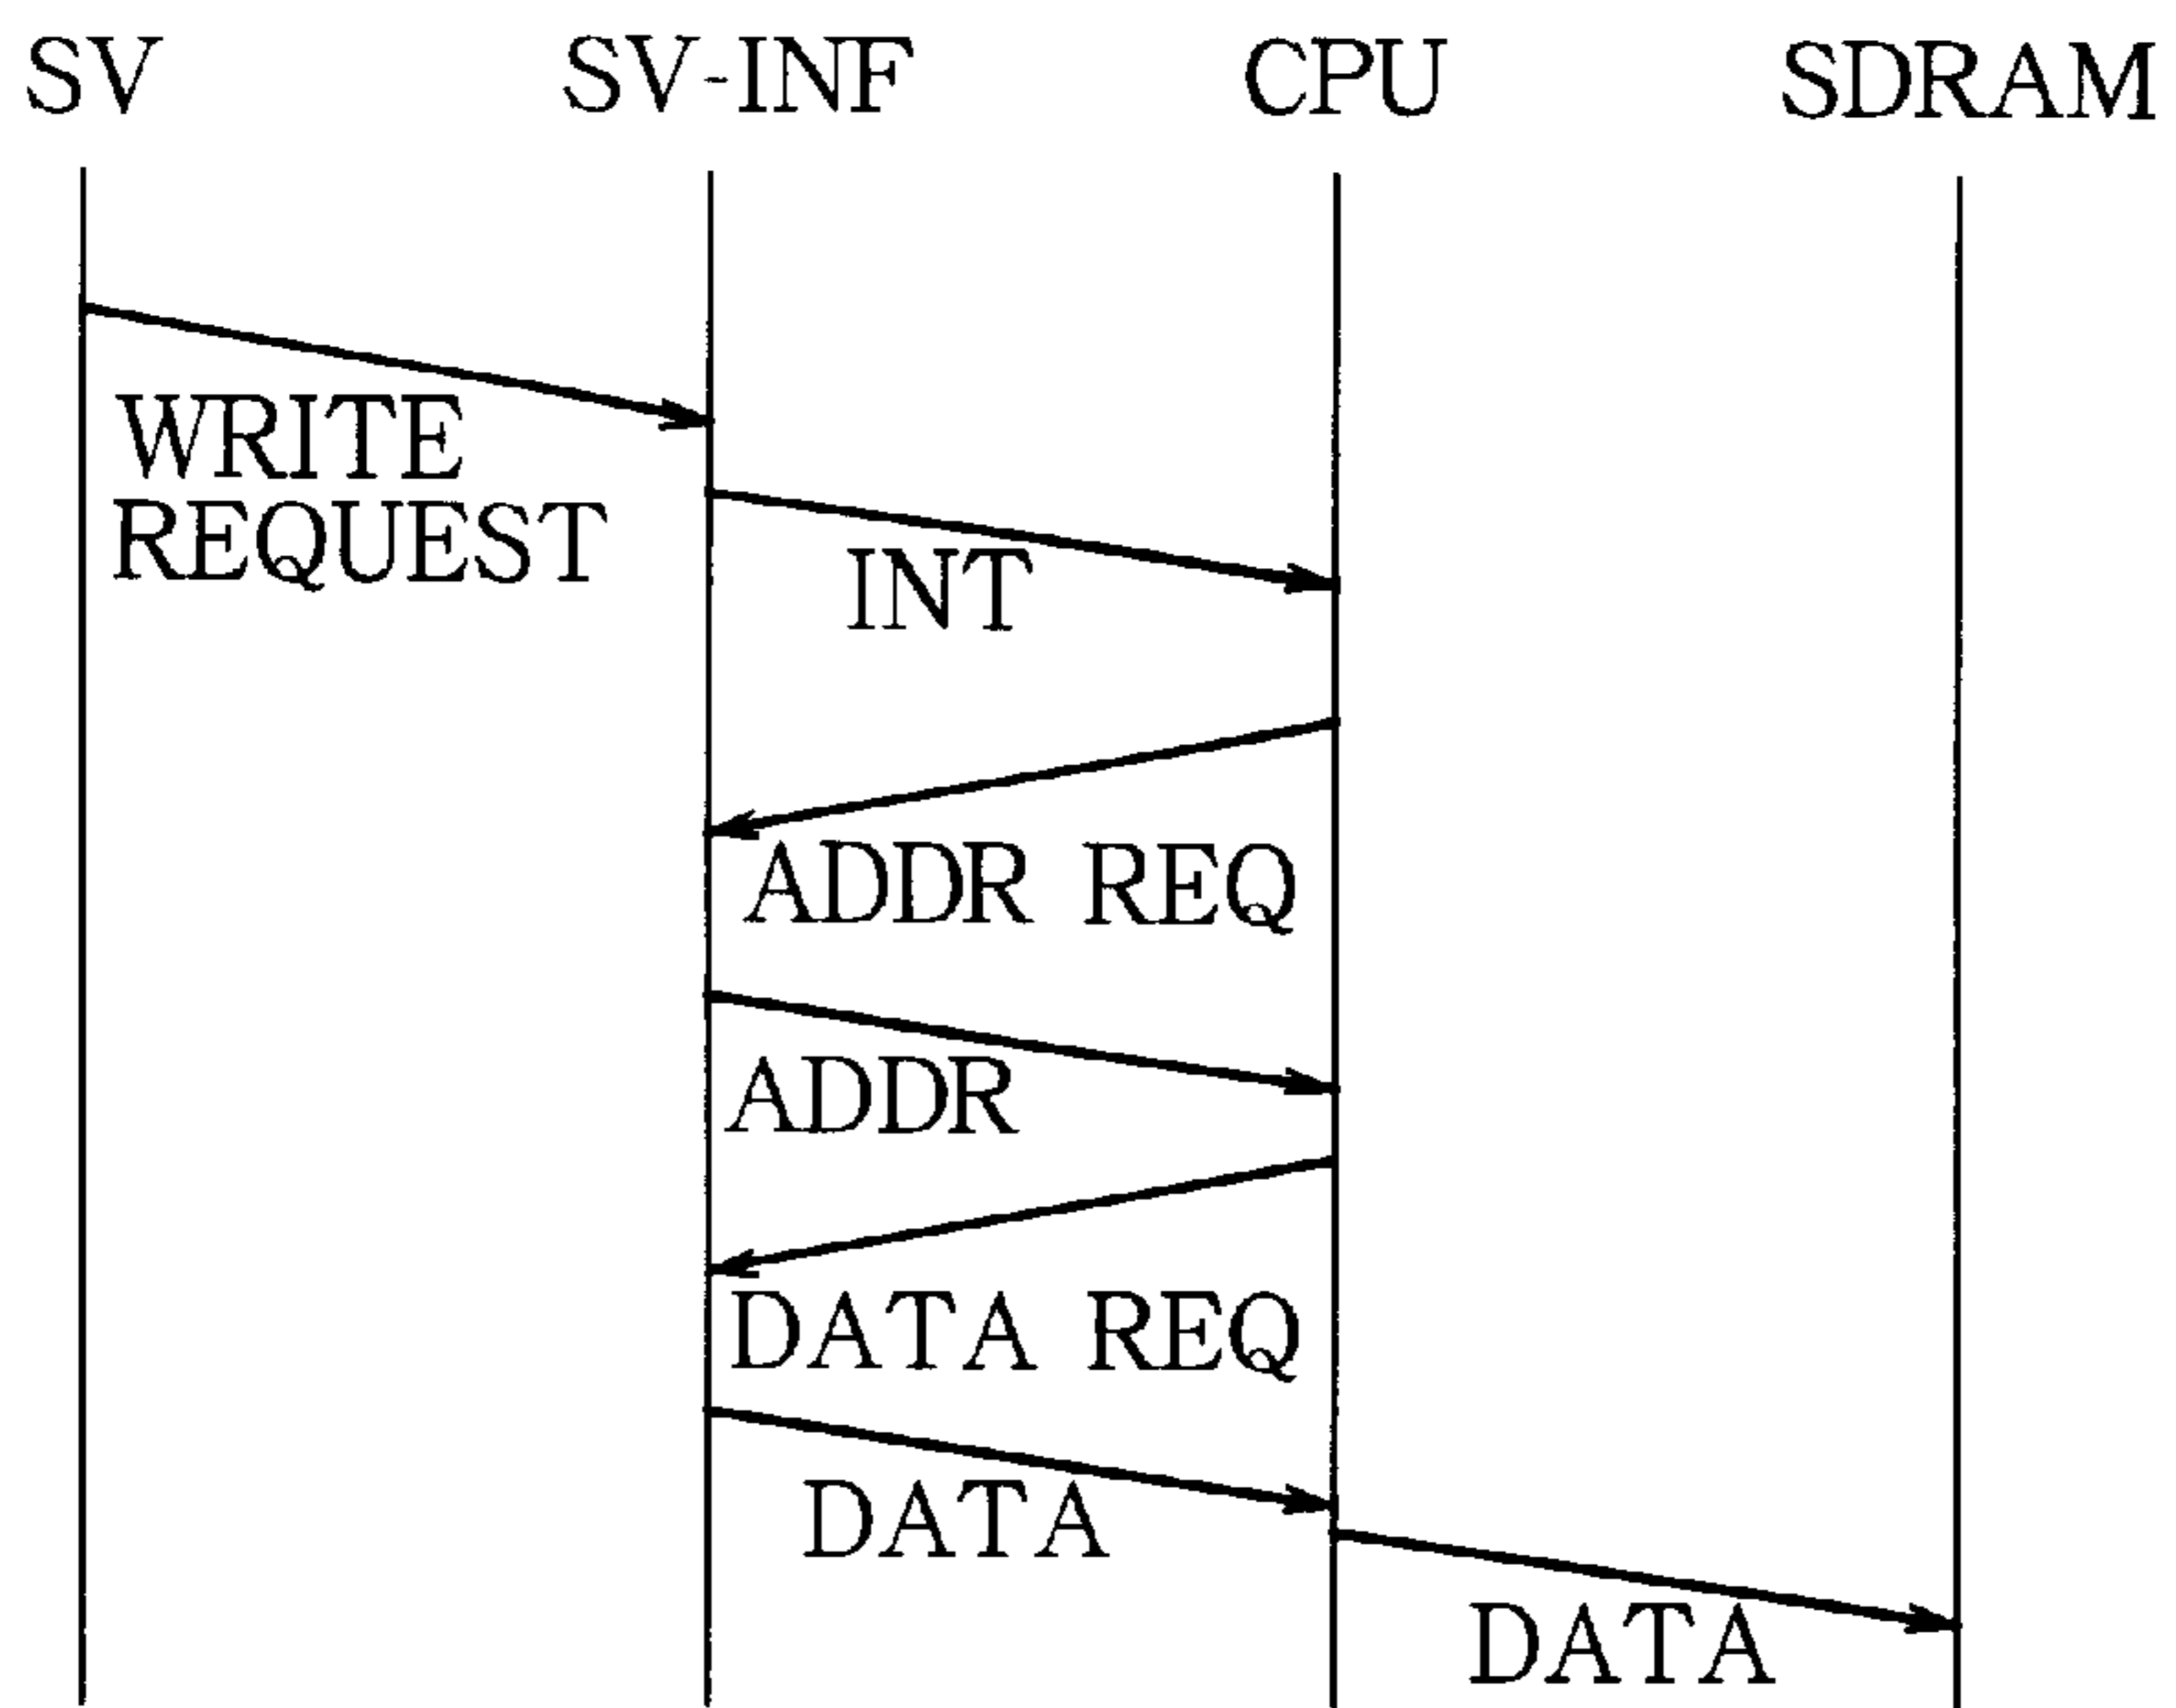 SV SV-INF CPU SDRAM
WRITE
REQUEST
INT
ADDR REQ
ADDR
DATA REQ
DATA
DATA